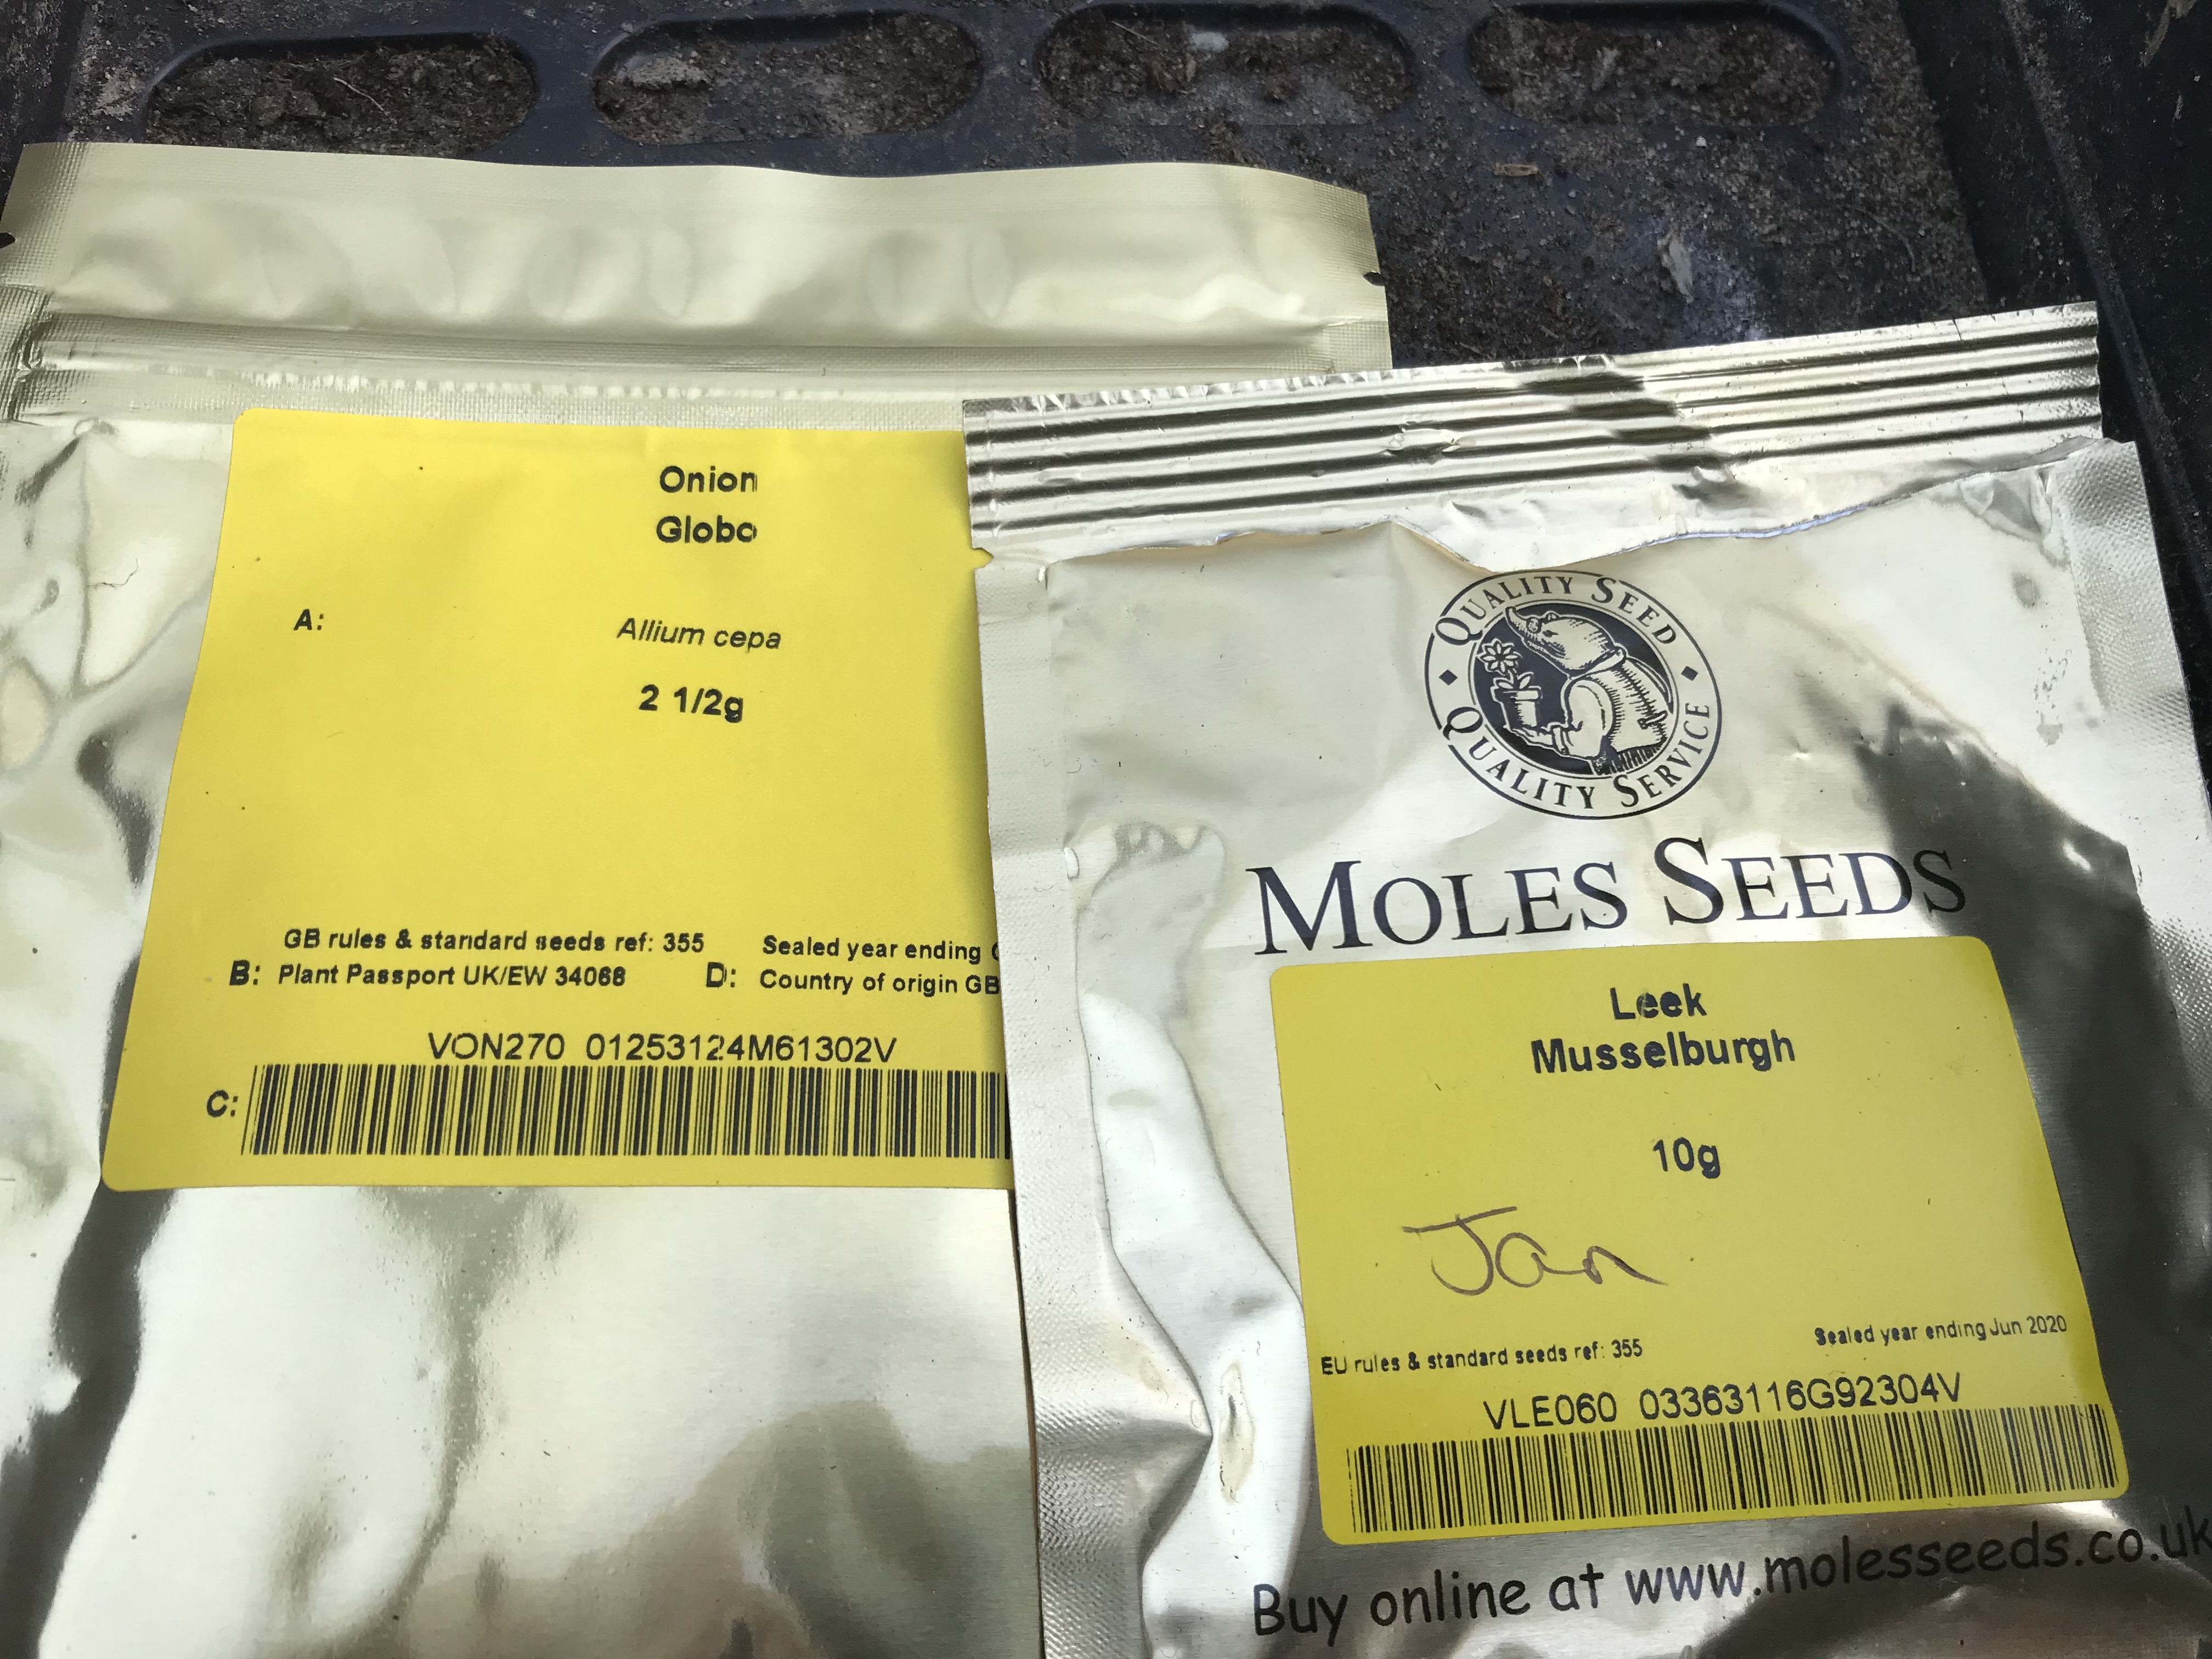 Onion
Globo
A: Allium cepa
2 1/2g
GB rules & standard seeds ref: 355 Sealed year ending
B: Plant Passport UK/EW 34068 D: Country of origin GB
VON270 01253124M61302V
C:
QUALITY SEED
QUALITY SERVICE
MOLES SEEDS
Leek
Musselburgh
10g
Jan
EU rules & standard seeds ref: 355 Sealed year ending Jun 2020
VLE060 03363116G92304V
Buy online at www.molesseeds.co.uk